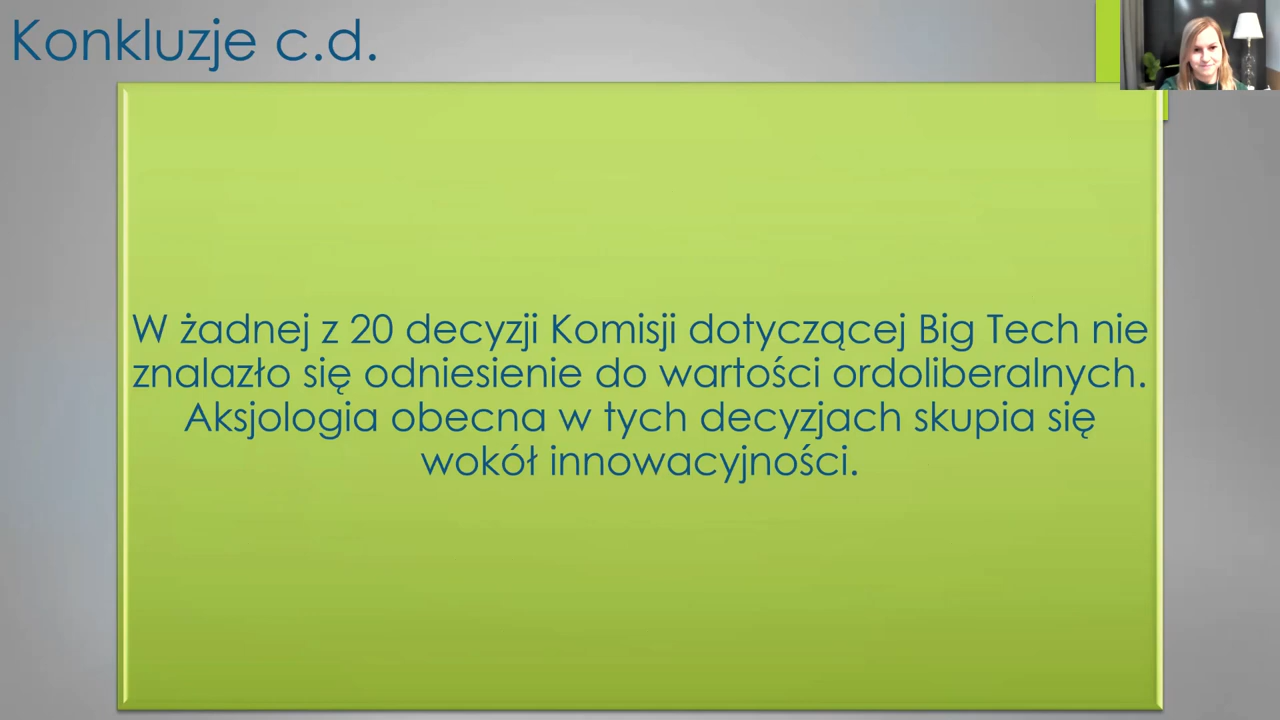 Konkluzje c.d.
W żadnej z 20 decyzji Komisji dotyczącej Big Tech nie
znalazło się odniesienie do wartości ordoliberalnych.
Aksjologia obecna w tych decyzjach skupia się
wokół innowacyjności.